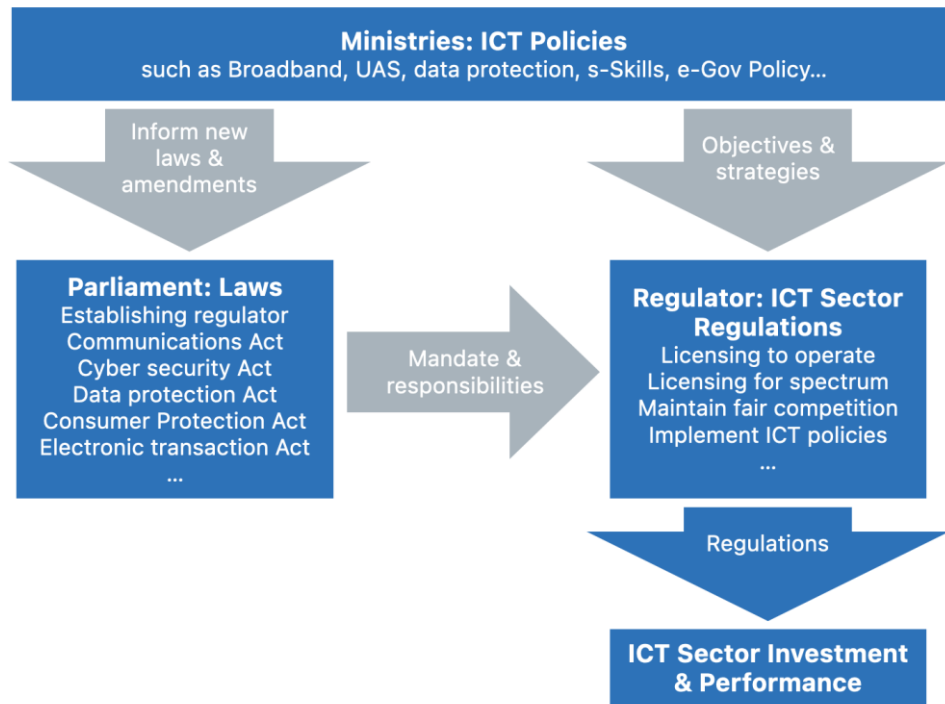 Ministries: ICT Policies
such as Broadband, UAS, data protection, s-Skills, e-Gov Policy...
Inform new
laws &
amendments
Objectives &
strategies
Parliament: Laws
Establishing regulator
Communications Act
Cyber security Act
Data protection Act
Consumer Protection Act
Electronic transaction Act
...
Mandate &
responsibilities
Regulator: ICT Sector
Regulations
Licensing to operate
Licensing for spectrum
Maintain fair competition
Implement ICT policies
...
Regulations
ICT Sector Investment
& Performance